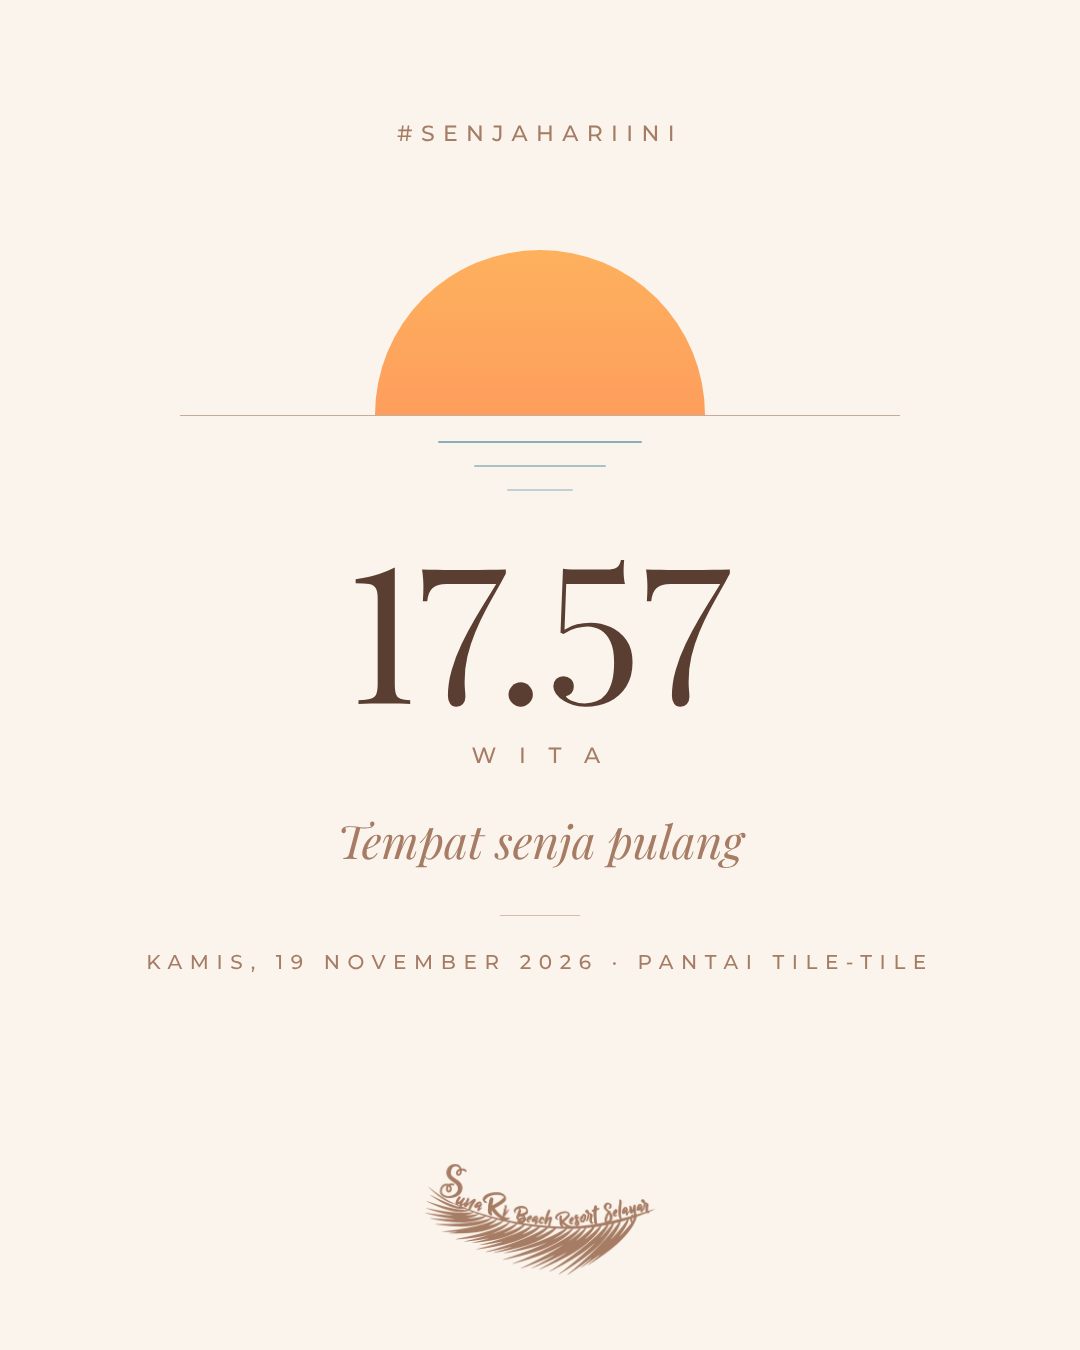 #SENJAHARIINI
17.57
WITA
Tempat senja pulang
KAMIS, 19 NOVEMBER 2026 · PANTAI TILE-TILE
SunaRi Beach Resort Selayar